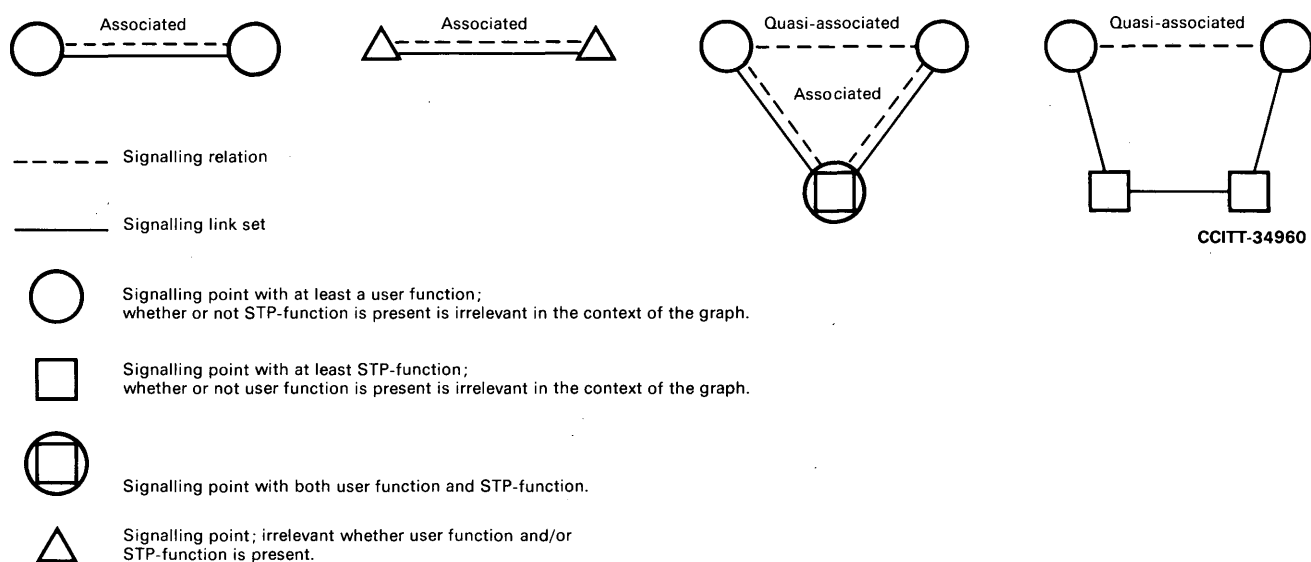 Associated
Associated
Quasi-associated
Associated
Quasi-associated
Signalling relation
Signalling link set
CCITT-34960
Signalling point with at least a user function;
whether or not STP-function is present is irrelevant in the context of the graph.
Signalling point with at least STP-function;
whether or not user function is present is irrelevant in the context of the graph.
Signalling point with both user function and STP-function.
Signalling point; irrelevant whether user function and/or
STP-function is present.